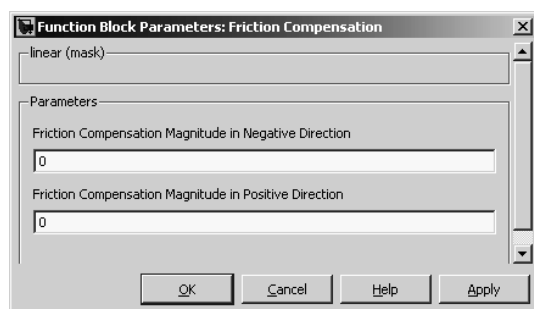 Function Block Parameters: Friction Compensation
linear (mask)
Parameters
Friction Compensation Magnitude in Negative Direction
0
Friction Compensation Magnitude in Positive Direction
0
OK Cancel Help Apply